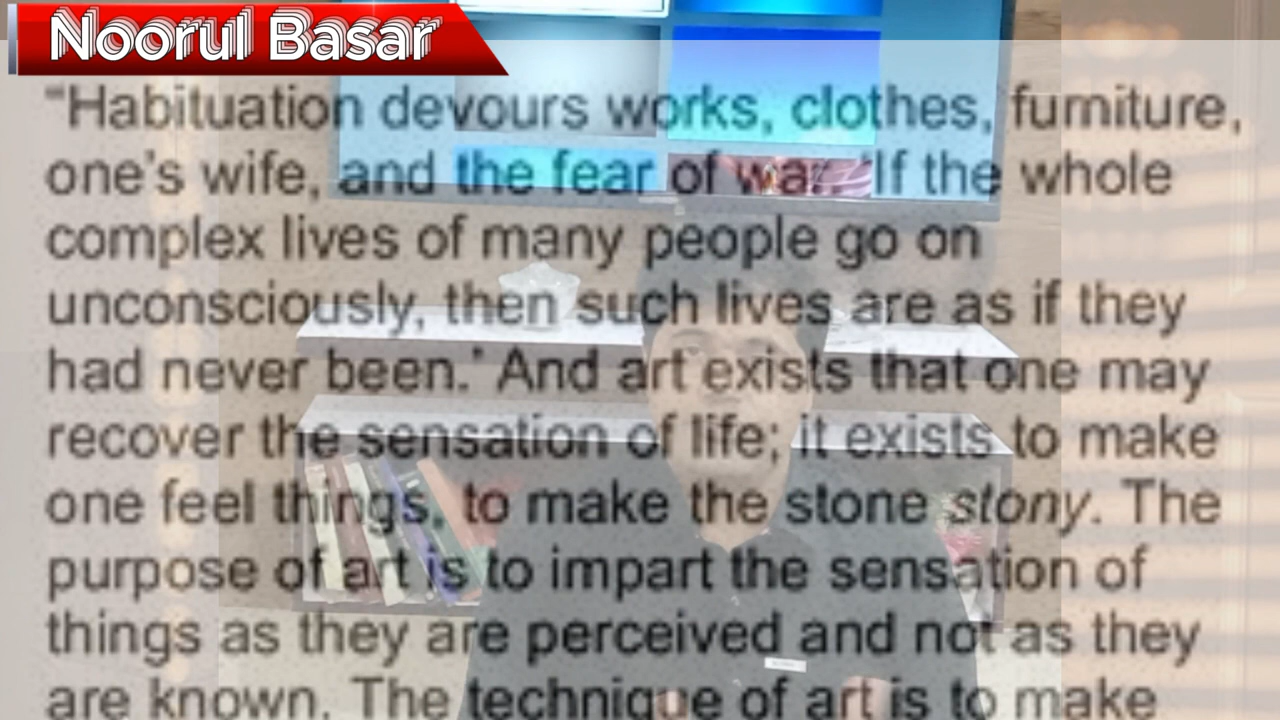 Noorul Basar
“Habituation devours works, clothes, furniture,
one's wife, and the fear of war. 'If the whole
complex lives of many people go on
unconsciously, then such lives are as if they
had never been.' And art exists that one may
recover the sensation of life; it exists to make
one feel things, to make the stone stony. The
purpose of art is to impart the sensation of
things as they are perceived and not as they
are known. The technique of art is to make